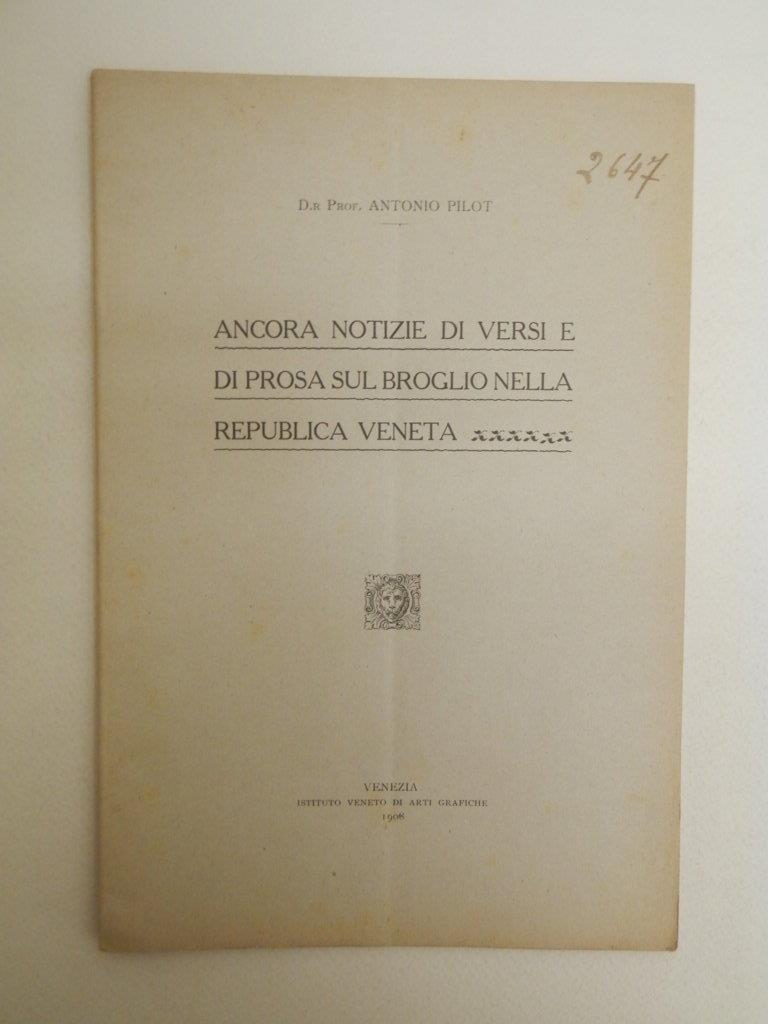 2647
D.R PROF. ANTONIO PILOT
ANCORA NOTIZIE DI VERSI E
DI PROSA SUL BROGLIO NELLA
REPUBLICA VENETA
VENEZIA
ISTITUTO VENETO DI ARTI GRAFICHE
1908